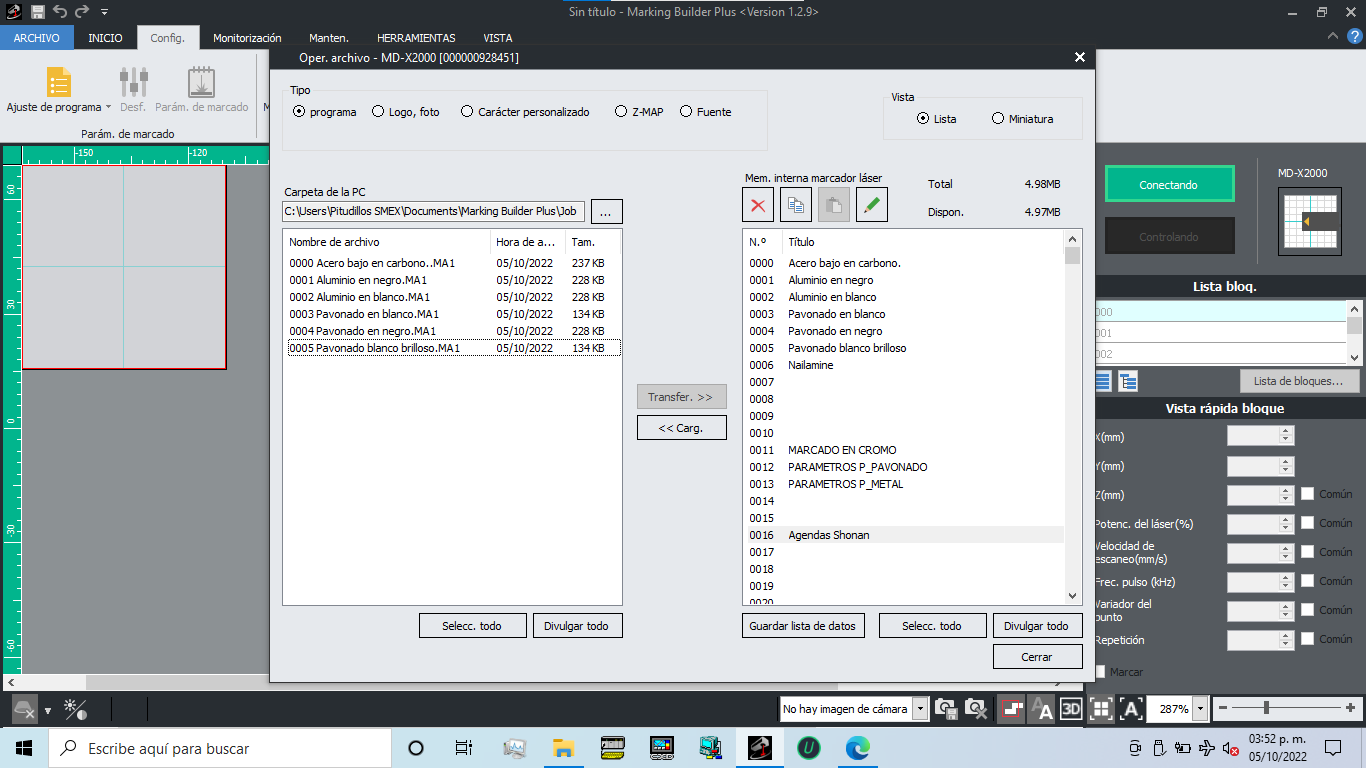 Sin título - Marking Builder Plus <Version 1.2.9>
ARCHIVO INICIO Config. Monitorización Manten. HERRAMIENTAS VISTA
Oper. archivo - MD-X2000 [000000928451]
Ajuste de programa Desf. Parám. de marcado
Parám. de marcado
Tipo
programa Logo, foto Carácter personalizado Z-MAP Fuente
Vista
Lista Miniatura
-150 -120
60
30
0
-30
-60
Carpeta de la PC
C:\Users\Pitudillos SMEX\Documents\Marking Builder Plus\Job ...
Nombre de archivo Hora de a... Tam.
0000 Acero bajo en carbono..MA1 05/10/2022 237 KB
0001 Aluminio en negro.MA1 05/10/2022 228 KB
0002 Aluminio en blanco.MA1 05/10/2022 228 KB
0003 Pavonado en blanco.MA1 05/10/2022 134 KB
0004 Pavonado en negro.MA1 05/10/2022 228 KB
0005 Pavonado blanco brilloso.MA1 05/10/2022 134 KB
Selecc. todo Divulgar todo
Transfer. >>
<< Carg.
Mem. interna marcador láser
Total 4.98MB
Dispon. 4.97MB
N.º Título
0000 Acero bajo en carbono.
0001 Aluminio en negro
0002 Aluminio en blanco
0003 Pavonado en blanco
0004 Pavonado en negro
0005 Pavonado blanco brilloso
0006 Nailamine
0007
0008
0009
0010
0011 MARCADO EN CROMO
0012 PARAMETROS P_PAVONADO
0013 PARAMETROS P_METAL
0014
0015
0016 Agendas Shonan
0017
0018
0019
0020
Guardar lista de datos Selecc. todo Divulgar todo
Cerrar
Conectando
Controlando
MD-X2000
Lista bloq.
000
001
002
Lista de bloques...
Vista rápida bloque
X(mm)
Y(mm)
Z(mm) Común
Potenc. del láser(%) Común
Velocidad de
escaneo(mm/s) Común
Frec. pulso (kHz) Común
Variador del
punto Común
Repetición Común
Marcar
No hay imagen de cámara
3D
A
287%
Escribe aquí para buscar
03:52 p. m.
05/10/2022